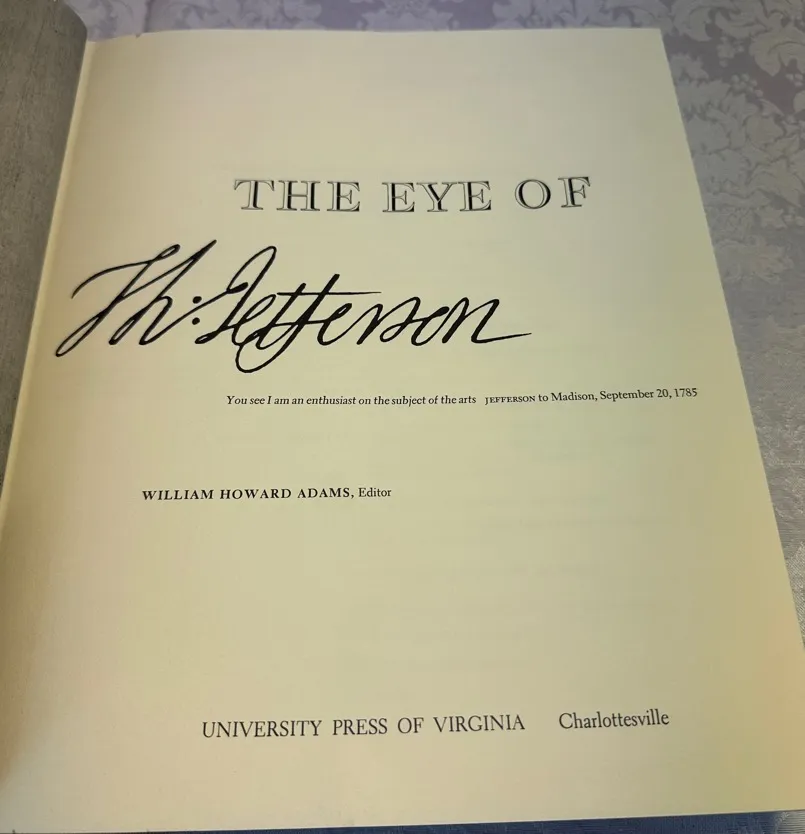 THE EYE OF
Th: Jefferson
You see I am an enthusiast on the subject of the arts JEFFERSON to Madison, September 20, 1785
WILLIAM HOWARD ADAMS, Editor
UNIVERSITY PRESS OF VIRGINIA Charlottesville